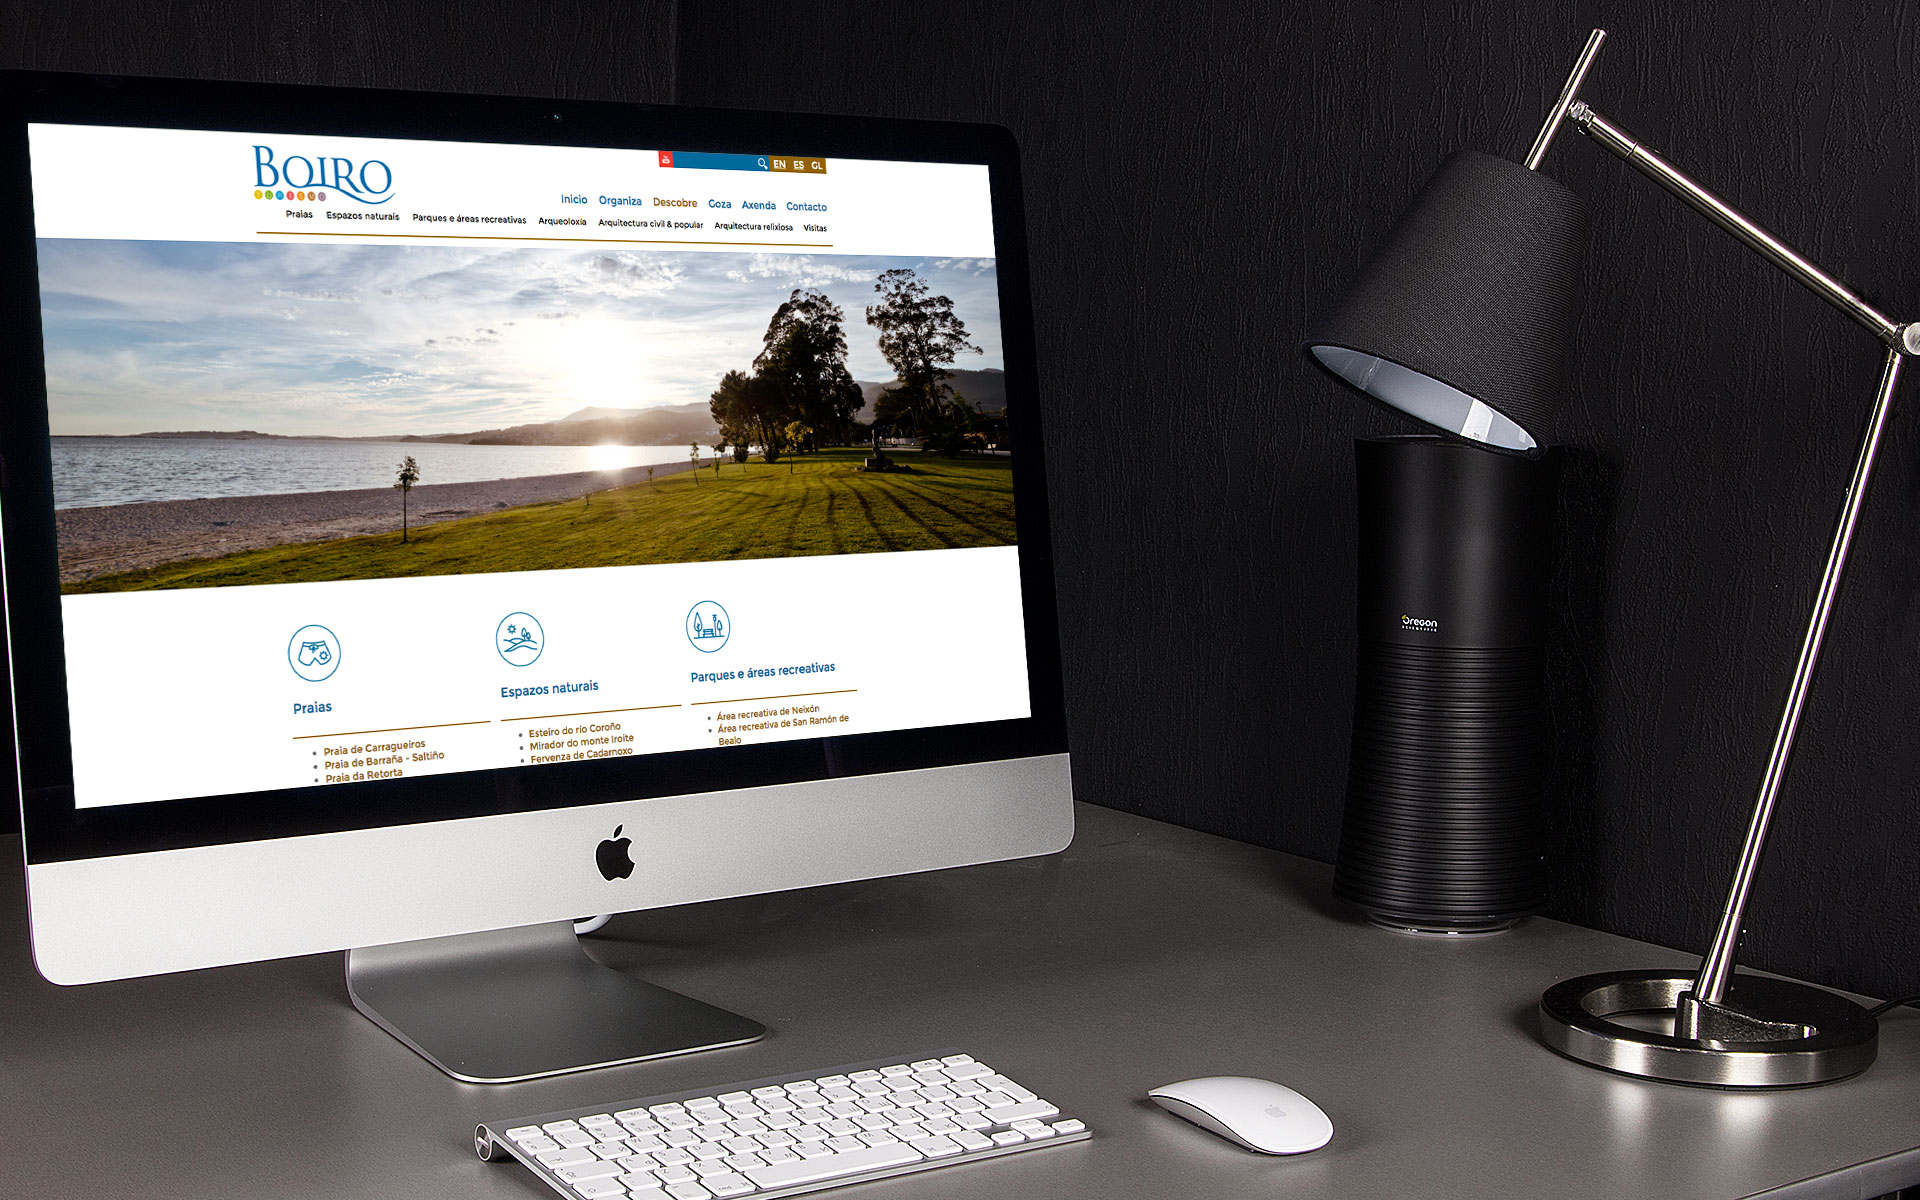 BOIRO
TURISMO
EN ES GL
Inicio Organiza Descobre Goza Axenda Contacto
Praias Espazos naturais Parques e áreas recreativas Arqueoloxía Arquitectura civil & popular Arquitectura relixiosa Visitas
Praias
Praia de Carragueiros
Praia de Barraña - Saltiño
Praia da Retorta
Espazos naturais
Esteiro do río Coroño
Mirador do monte Iroite
Fervenza de Cadarnoxo
Parques e áreas recreativas
Área recreativa de Neixón
Área recreativa de San Ramón de
Bealo
Oregon
SCIENTIFIC